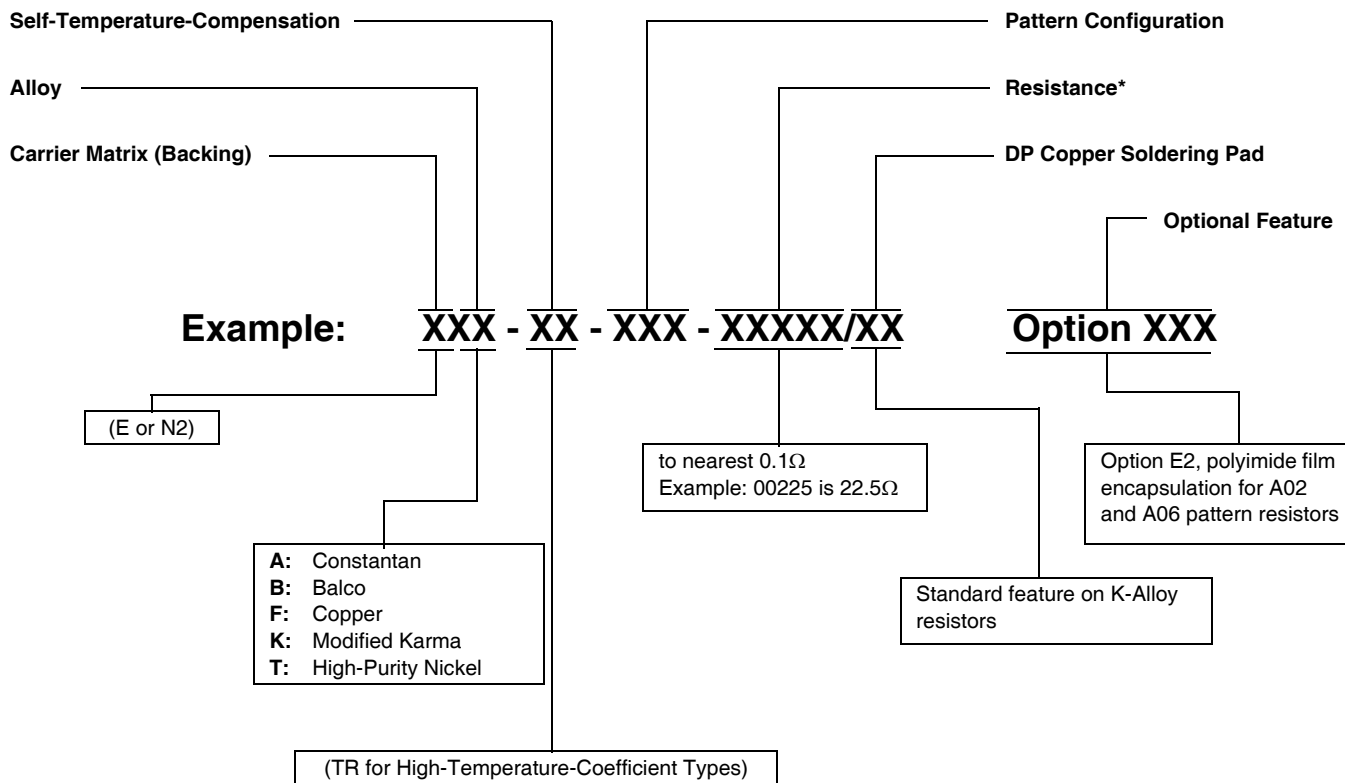 Self-Temperature-Compensation
Pattern Configuration
Alloy
Resistance*
Carrier Matrix (Backing)
DP Copper Soldering Pad
Optional Feature
Example: XXX - XX - XXX - XXXXX/XX Option XXX
(E or N2)
to nearest 0.1Ω
Example: 00225 is 22.5Ω
Option E2, polyimide film
encapsulation for A02
and A06 pattern resistors
A: Constantan
B: Balco
F: Copper
K: Modified Karma
T: High-Purity Nickel
Standard feature on K-Alloy
resistors
(TR for High-Temperature-Coefficient Types)